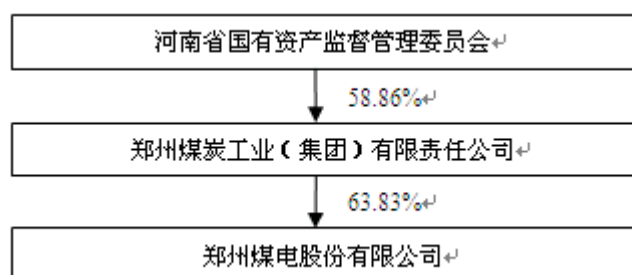 河南省国有资产监督管理委员会↵
58.86%↵
郑州煤炭工业（集团）有限责任公司↵
63.83%↵
郑州煤电股份有限公司↵